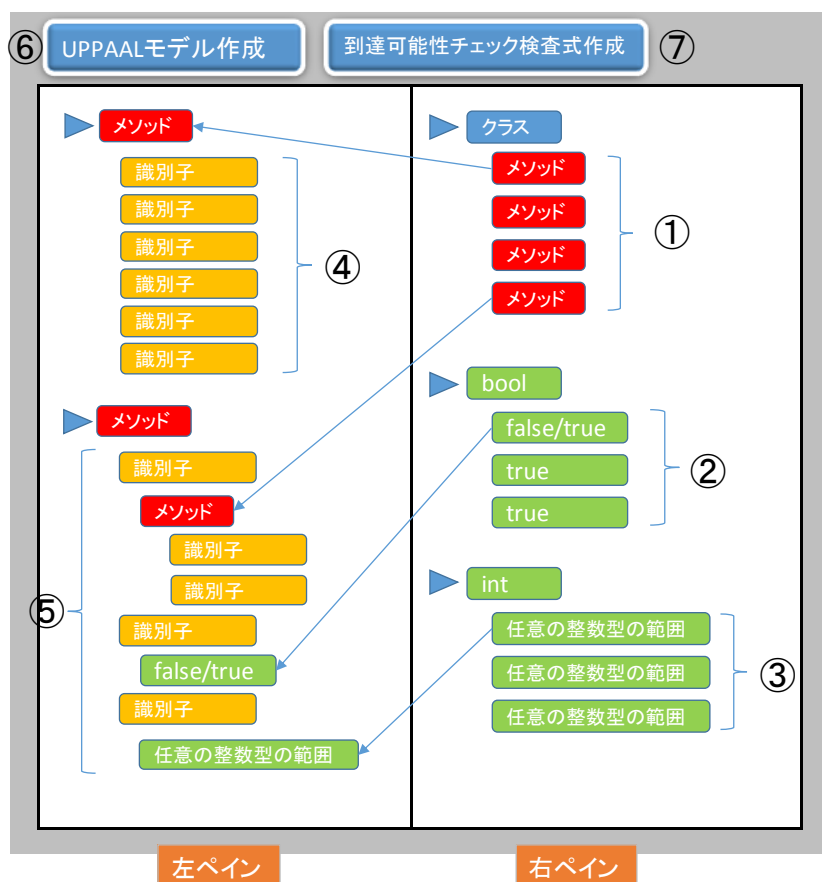 ⑥ UPPAALモデル作成
到達可能性チェック検査式作成 ⑦
メソッド
識別子
識別子
識別子
識別子
識別子
識別子
④
メソッド
識別子
メソッド
識別子
識別子
識別子
false/true
識別子
任意の整数型の範囲
⑤
クラス
メソッド
メソッド
メソッド
メソッド
①
bool
false/true
true
true
②
int
任意の整数型の範囲
任意の整数型の範囲
任意の整数型の範囲
③
左ペイン
右ペイン